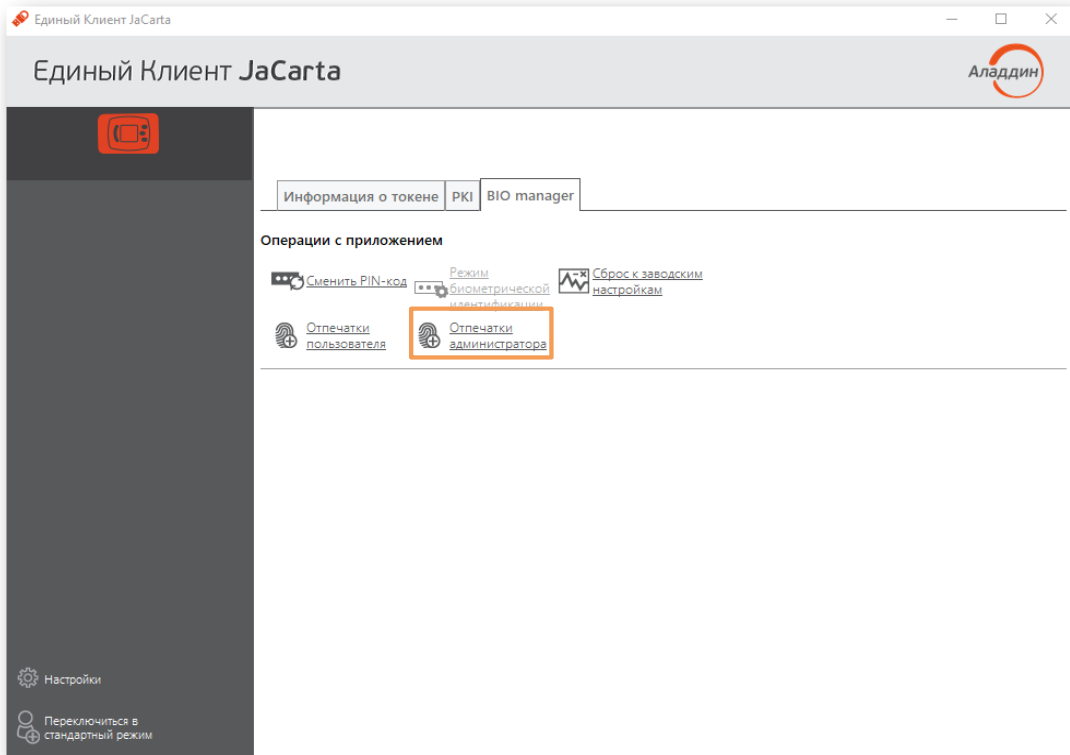 Единый Клиент JaCarta
Единый Клиент JaCarta
Аладдин
Информация о токене
PKI
BIO manager
Операции с приложением
Сменить PIN-код
Режим
биометрической
идентификации
Сброс к заводским
настройкам
Отпечатки
пользователя
Отпечатки
администратора
Настройки
Переключиться в
стандартный режим